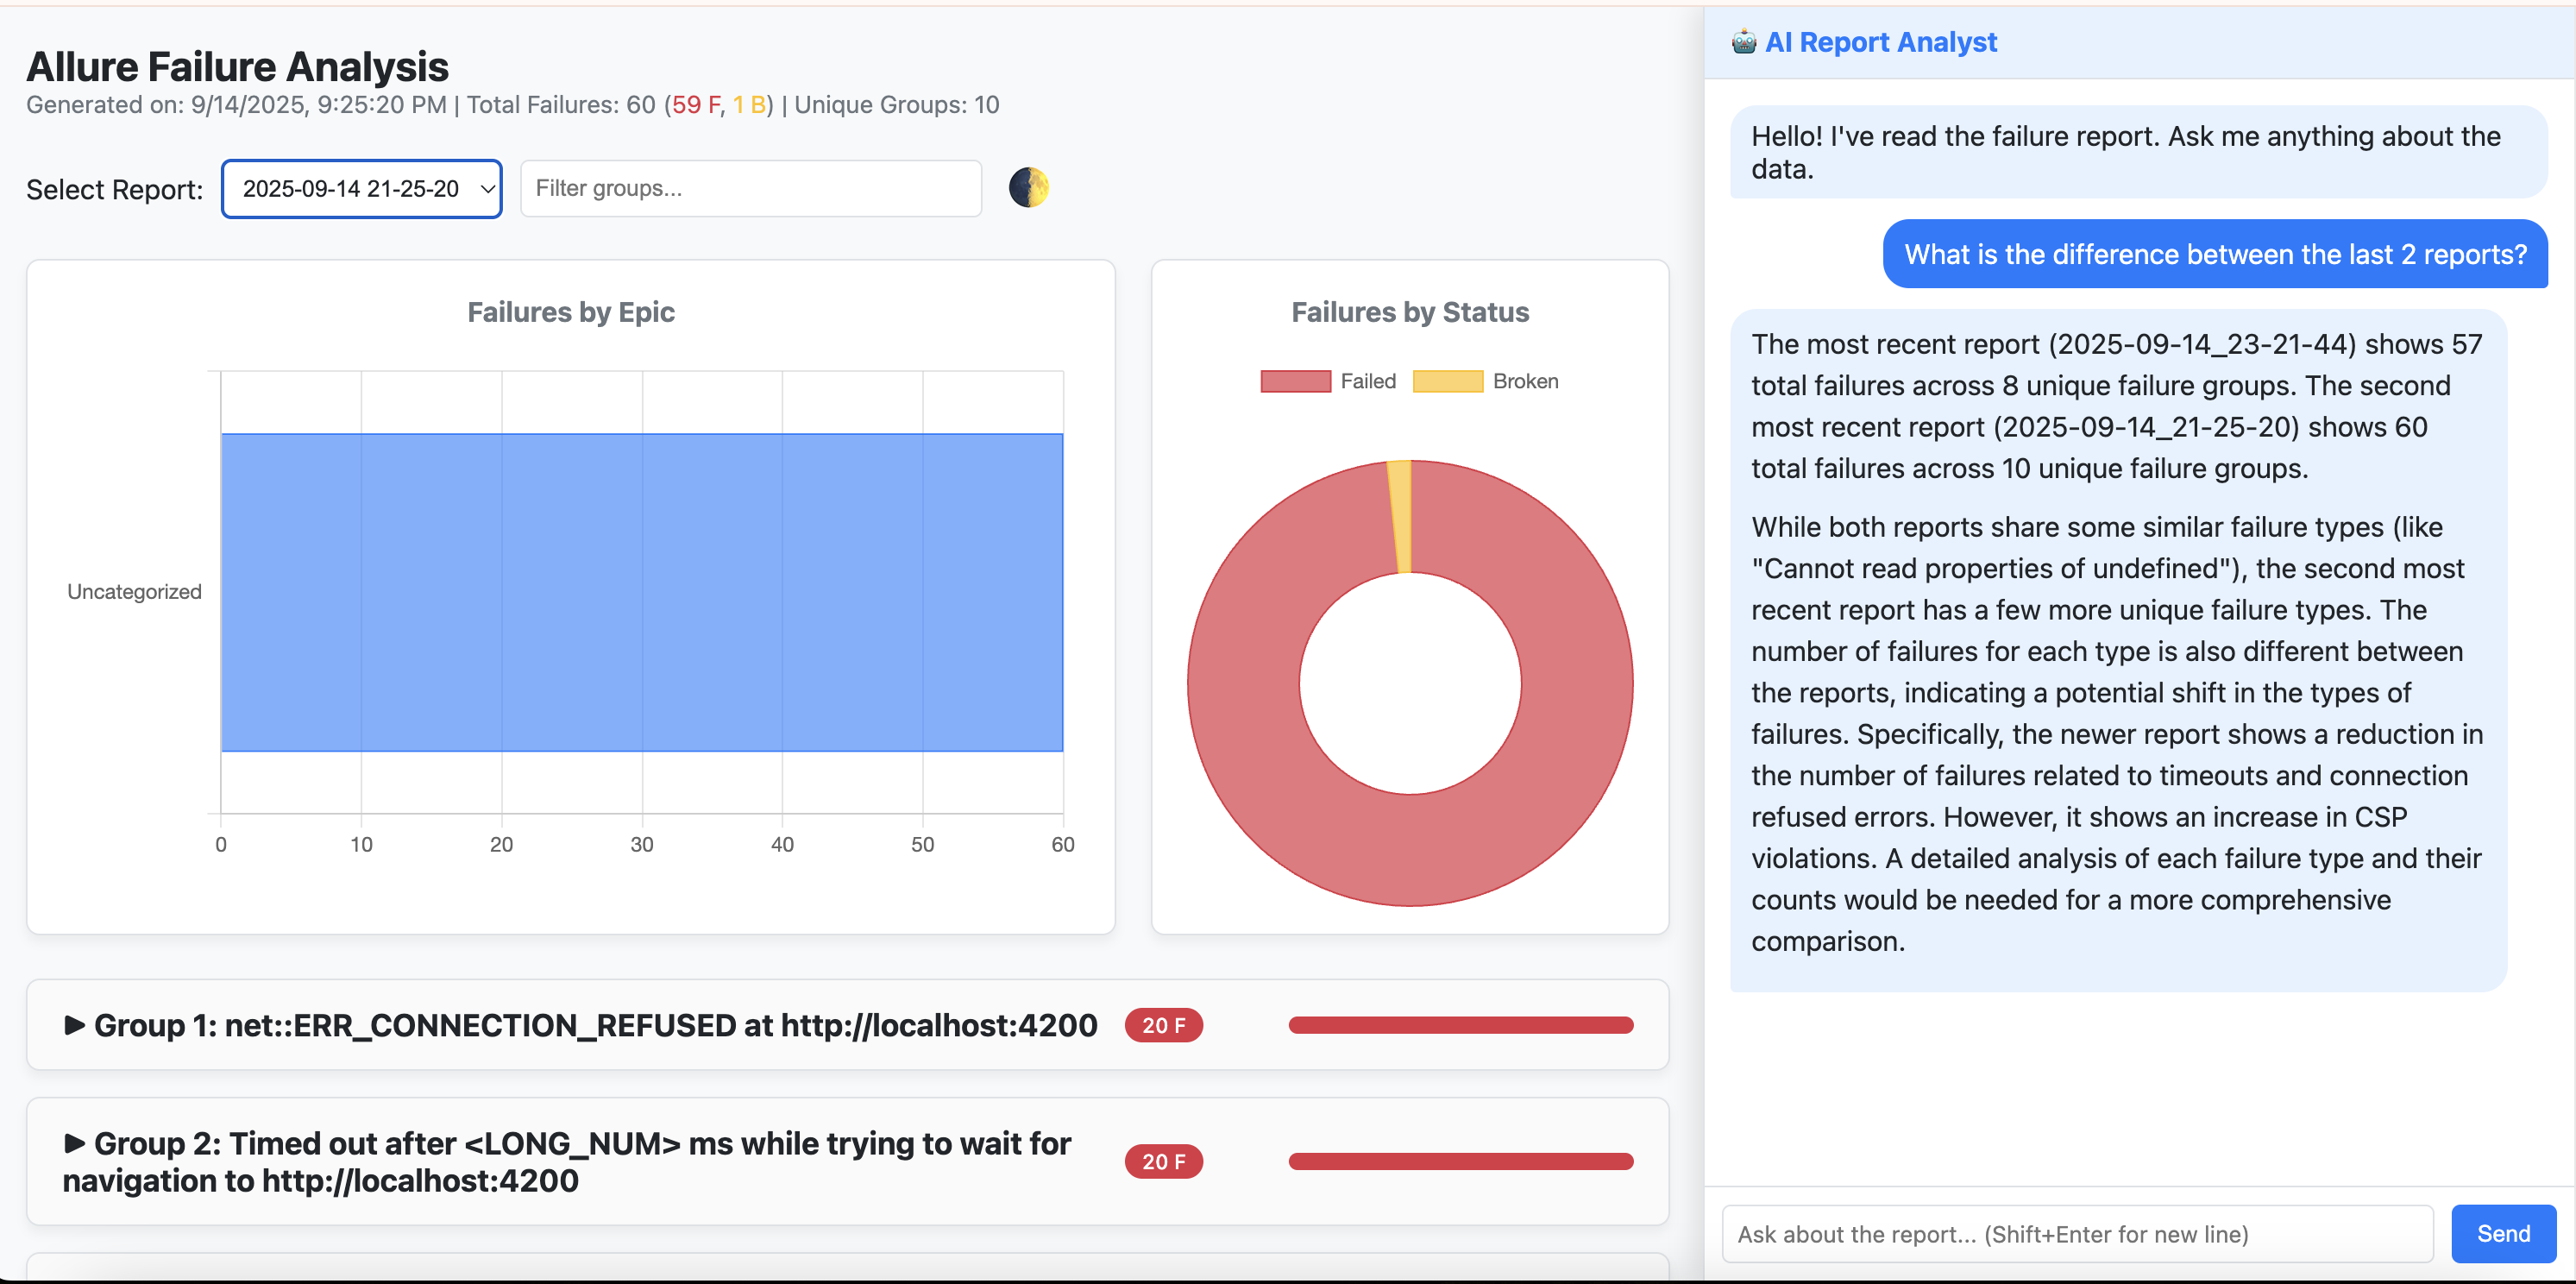 Allure Failure Analysis
Generated on: 9/14/2025, 9:25:20 PM | Total Failures: 60 (59 F, 1 B) | Unique Groups: 10
Select Report:
2025-09-14 21-25-20
Filter groups...
Failures by Epic
Uncategorized
0 10 20 30 40 50 60
Failures by Status
Failed Broken
▶ Group 1: net::ERR_CONNECTION_REFUSED at http://localhost:4200
20 F
▶ Group 2: Timed out after <LONG_NUM> ms while trying to wait for
navigation to http://localhost:4200
20 F
🤖 AI Report Analyst
Hello! I've read the failure report. Ask me anything about the
data.
What is the difference between the last 2 reports?
The most recent report (2025-09-14_23-21-44) shows 57
total failures across 8 unique failure groups. The second
most recent report (2025-09-14_21-25-20) shows 60
total failures across 10 unique failure groups.
While both reports share some similar failure types (like
"Cannot read properties of undefined"), the second most
recent report has a few more unique failure types. The
number of failures for each type is also different between
the reports, indicating a potential shift in the types of
failures. Specifically, the newer report shows a reduction in
the number of failures related to timeouts and connection
refused errors. However, it shows an increase in CSP
violations. A detailed analysis of each failure type and their
counts would be needed for a more comprehensive
comparison.
Ask about the report... (Shift+Enter for new line)
Send